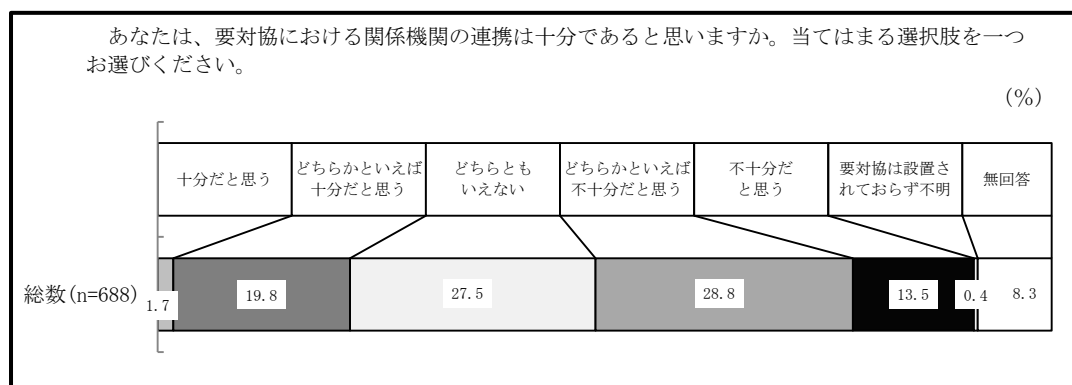 あなたは、要対協における関係機関の連携は十分であると思いますか。当てはまる選択肢を一つ
お選びください。
(%)
十分だと思う
どちらかといえば
十分だと思う
どちらとも
いえない
どちらかといえば
不十分だと思う
不十分だ
と思う
要対協は設置さ
れておらず不明
無回答
総数(n=688)
1.7
19.8
27.5
28.8
13.5
0.4
8.3